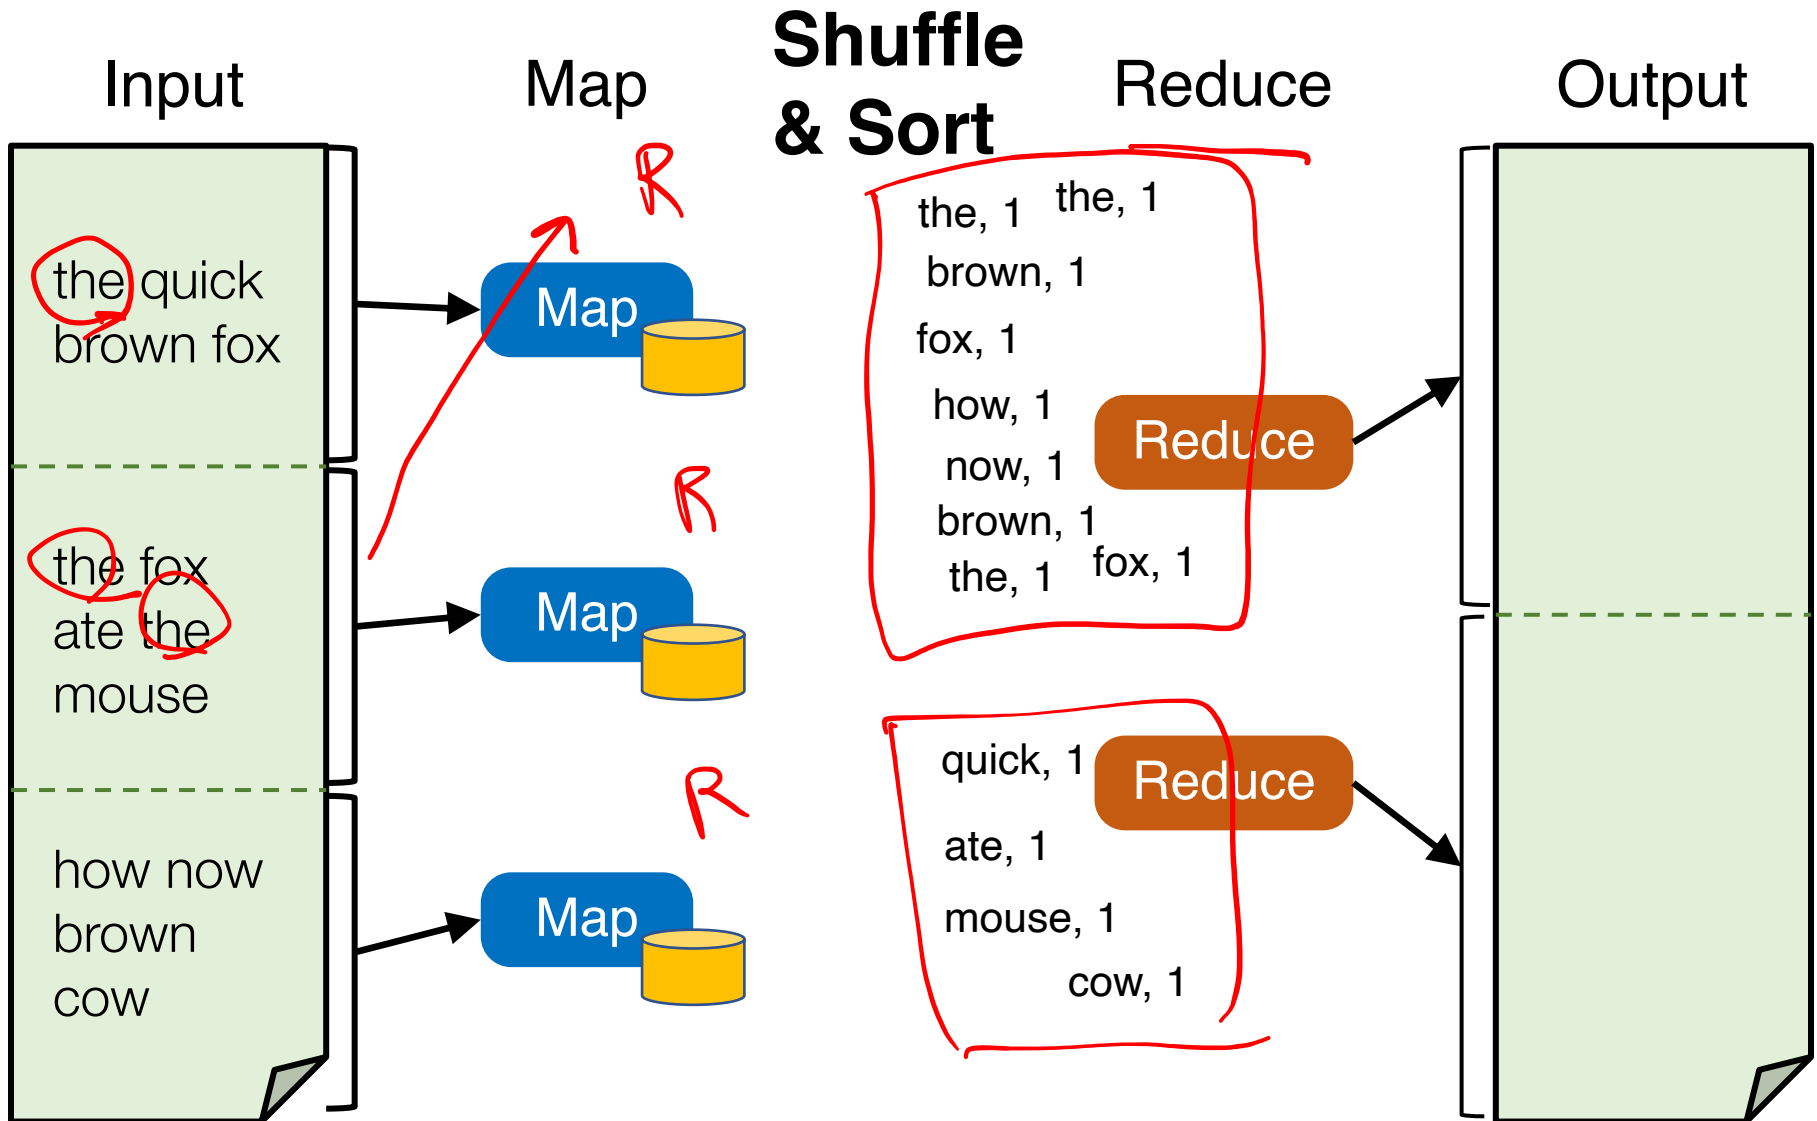 Input
Map
Shuffle
& Sort
Reduce
Output
the quick
brown fox
the fox
ate the
mouse
how now
brown
cow
R
Map
R
Map
R
Map
the, 1
the, 1
brown, 1
fox, 1
how, 1
now, 1
brown, 1
the, 1
fox, 1
Reduce
quick, 1
ate, 1
mouse, 1
cow, 1
Reduce